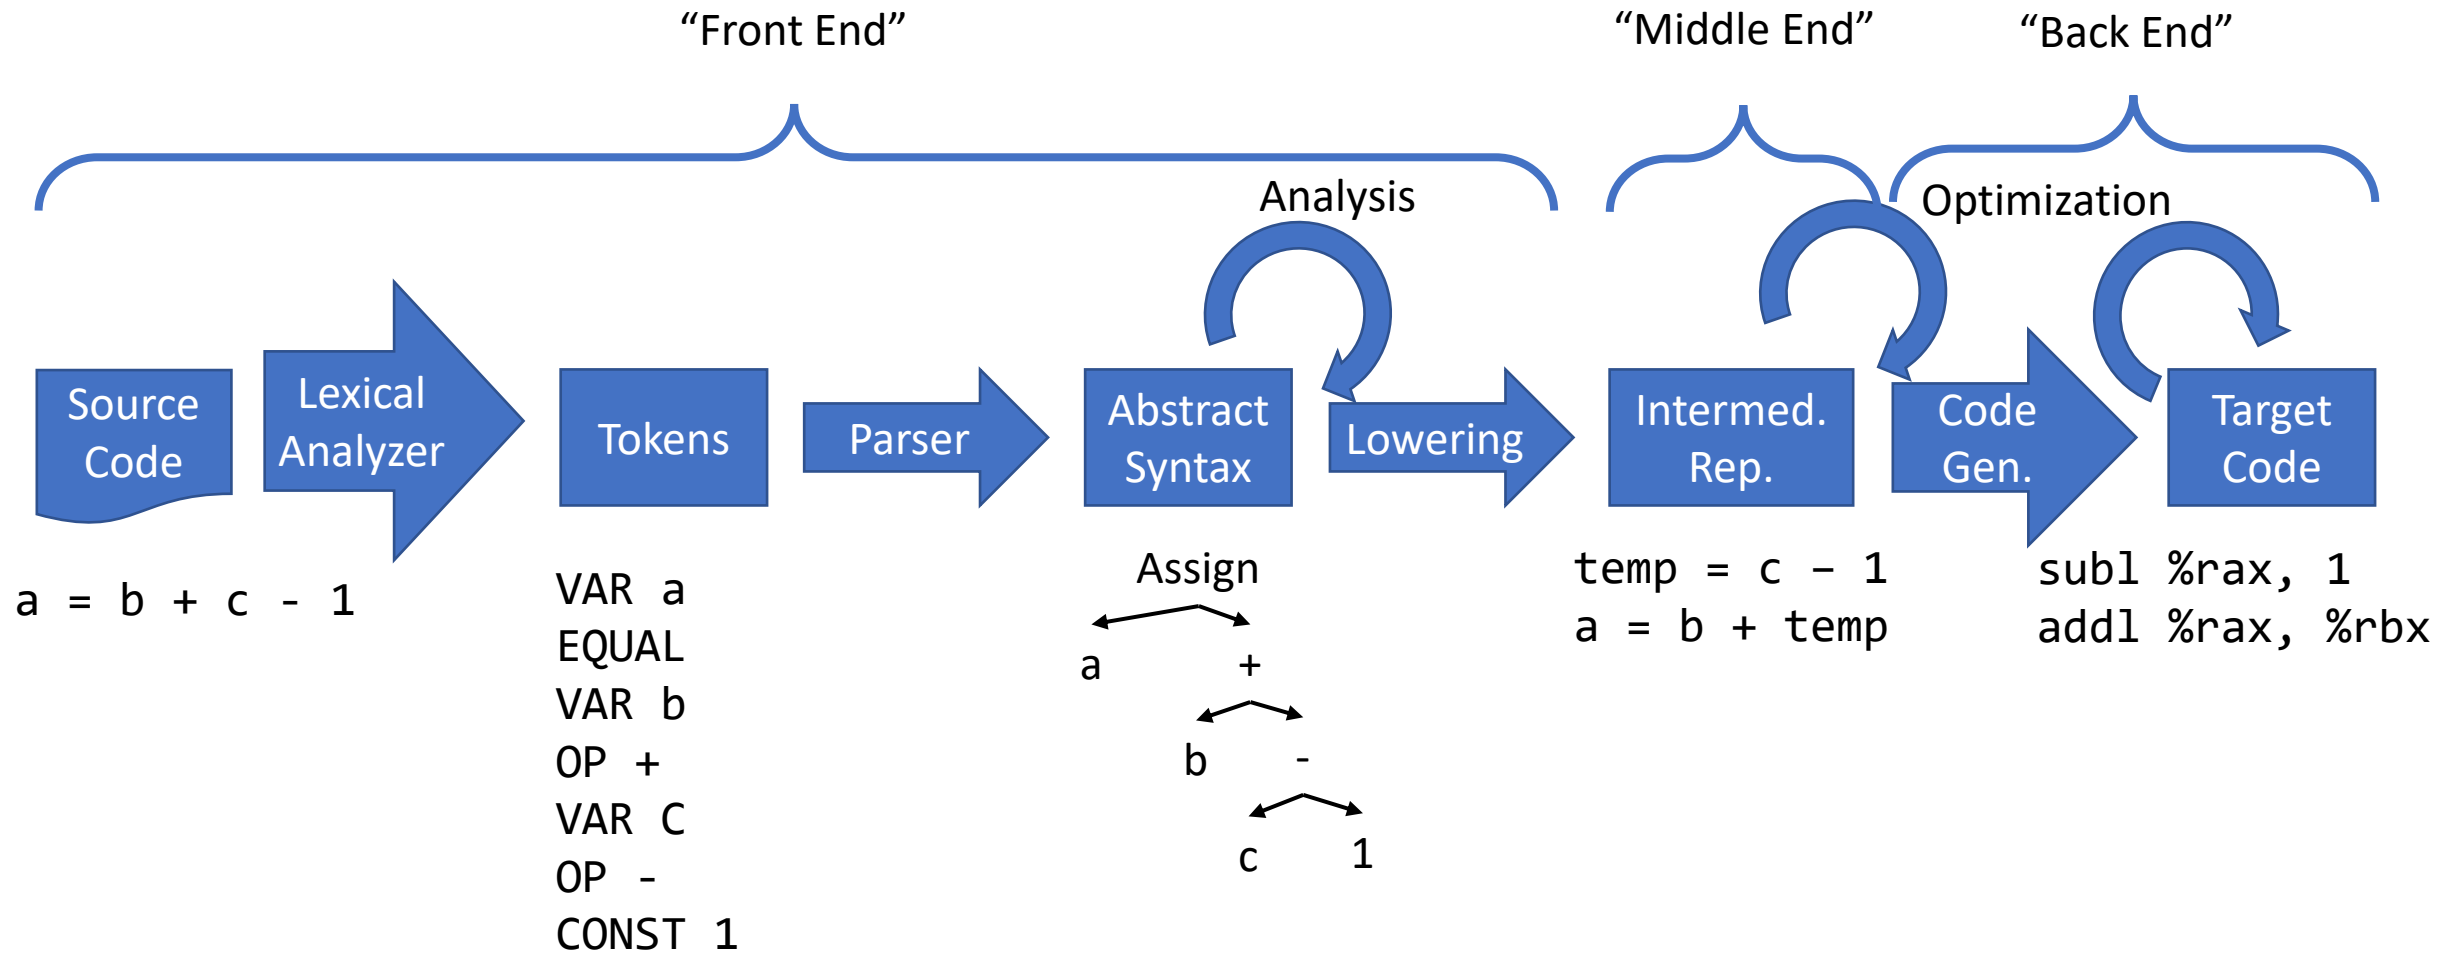 “Front End”
“Middle End”
“Back End”
Analysis
Optimization
Source
Code
Lexical
Analyzer
Tokens
Parser
Abstract
Syntax
Lowering
Intermed.
Rep.
Code
Gen.
Target
Code
a = b + c - 1
VAR a
EQUAL
VAR b
OP +
VAR C
OP -
CONST 1
Assign
a +
b -
c 1
temp = c – 1
a = b + temp
subl %rax, 1
addl %rax, %rbx